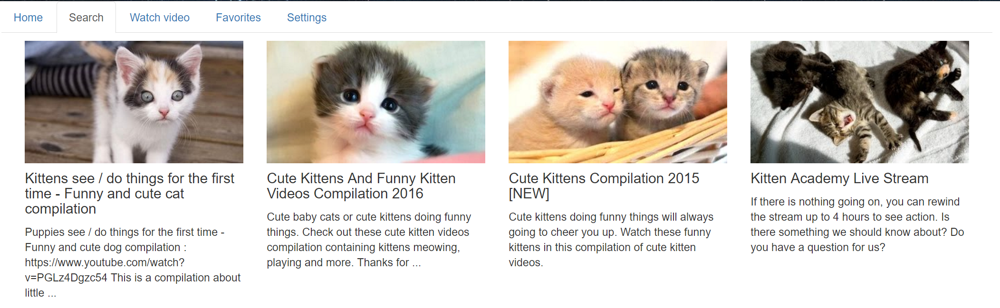 Home Search Watch video Favorites Settings
Kittens see / do things for the first
time - Funny and cute cat
compilation
Puppies see / do things for the first time -
Funny and cute dog compilation :
https://www.youtube.com/watch?
v=PGLz4Dgzc54 This is a compilation about
little ...
Cute Kittens And Funny Kitten
Videos Compilation 2016
Cute baby cats or cute kittens doing funny
things. Check out these cute kitten videos
compilation containing kittens meowing,
playing and more. Thanks for ...
Cute Kittens Compilation 2015
[NEW]
Cute kittens doing funny things will always
going to cheer you up. Watch these funny
kittens in this compilation of cute kitten
videos.
Kitten Academy Live Stream
If there is nothing going on, you can rewind
the stream up to 4 hours to see action. Is
there something we should know about? Do
you have a question for us?